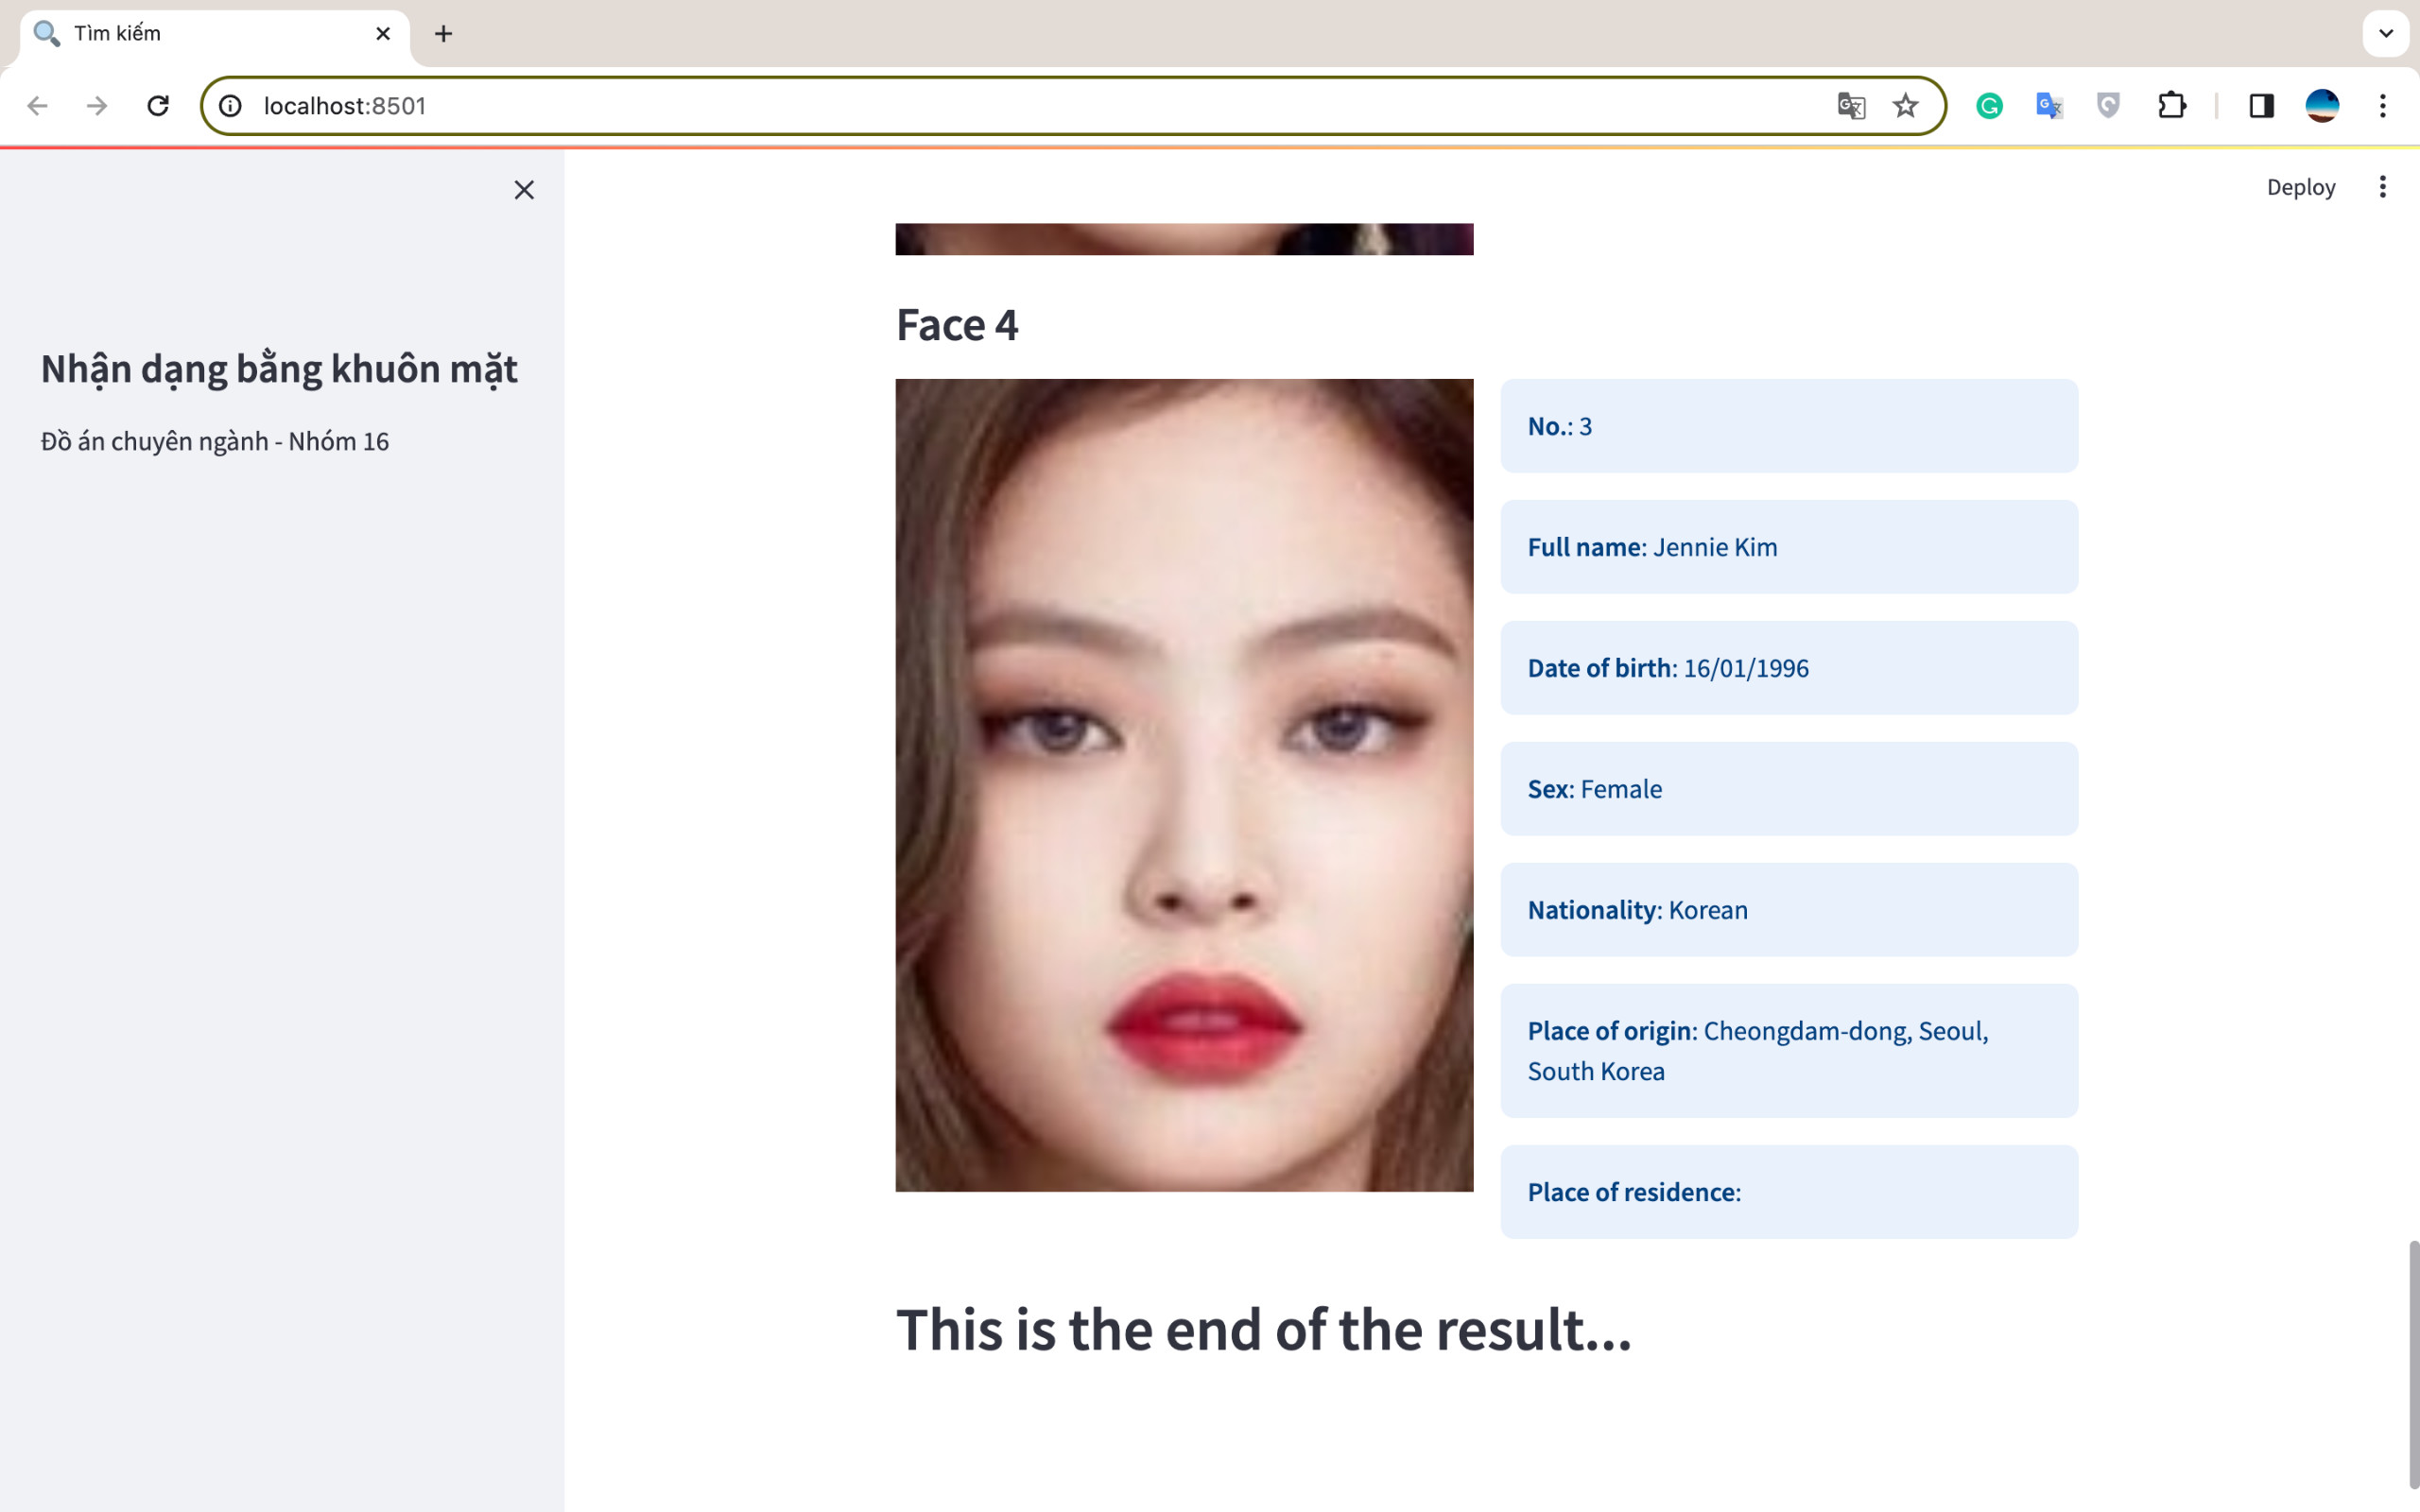 Tìm kiếm
localhost:8501
Deploy
Nhận dạng bằng khuôn mặt
Đồ án chuyên ngành - Nhóm 16
Face 4
No.: 3
Full name: Jennie Kim
Date of birth: 16/01/1996
Sex: Female
Nationality: Korean
Place of origin: Cheongdam-dong, Seoul,
South Korea
Place of residence:
This is the end of the result...